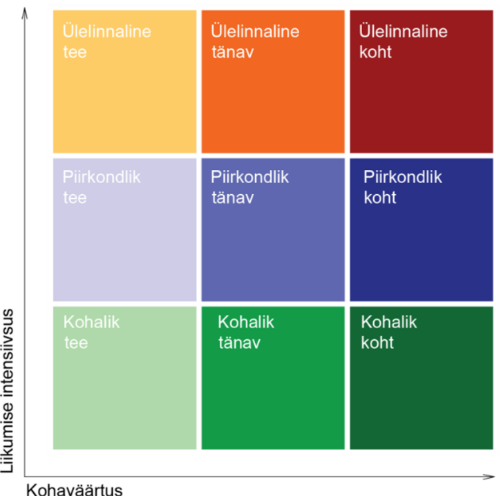 Ülelinnaline
tee
Ülelinnaline
tänav
Ülelinnaline
koht
Piirkondlik
tee
Piirkondlik
tänav
Piirkondlik
koht
Kohalik
tee
Kohalik
tänav
Kohalik
koht
Liikumise intensiivsus
Kohaväärtus